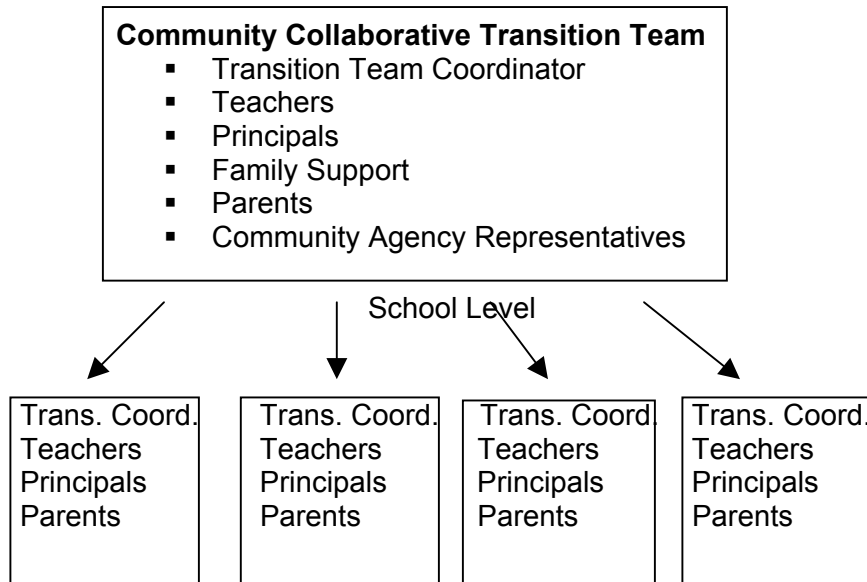 Community Collaborative Transition Team
▪ Transition Team Coordinator
▪ Teachers
▪ Principals
▪ Family Support
▪ Parents
▪ Community Agency Representatives
School Level
Trans. Coord.
Teachers
Principals
Parents
Trans. Coord.
Teachers
Principals
Parents
Trans. Coord.
Teachers
Principals
Parents
Trans. Coord.
Teachers
Principals
Parents